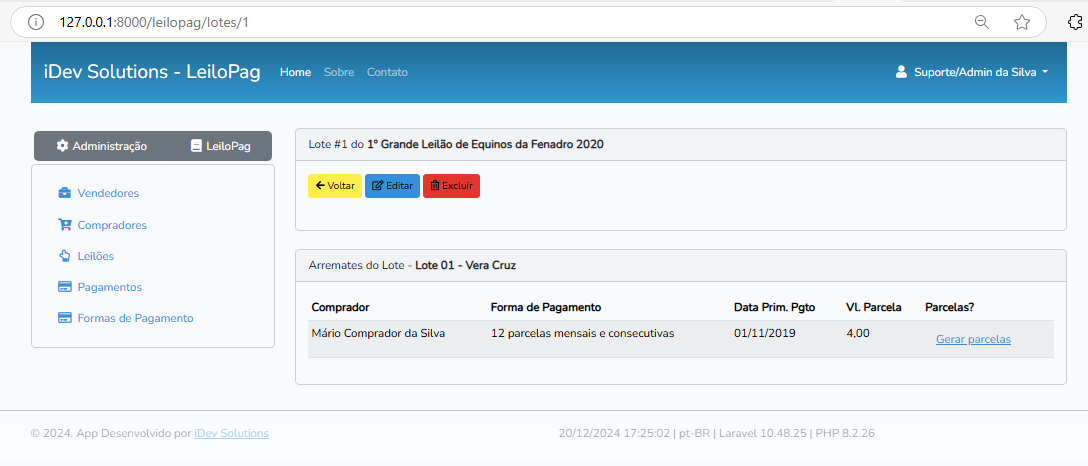 127.0.0.1:8000/leilopag/lotes/1
iDev Solutions - LeiloPag Home Sobre Contato Suporte/Admin da Silva
Administração LeiloPag
Vendedores
Compradores
Leilões
Pagamentos
Formas de Pagamento
Lote #1 do 1º Grande Leilão de Equinos da Fenadro 2020
Voltar Editar Excluir
Arremates do Lote - Lote 01 - Vera Cruz
Comprador Forma de Pagamento Data Prim. Pgto Vl. Parcela Parcelas?
Mário Comprador da Silva 12 parcelas mensais e consecutivas 01/11/2019 4,00 Gerar parcelas
© 2024. App Desenvolvido por iDev Solutions 20/12/2024 17:25:02 | pt-BR | Laravel 10.48.25 | PHP 8.2.26